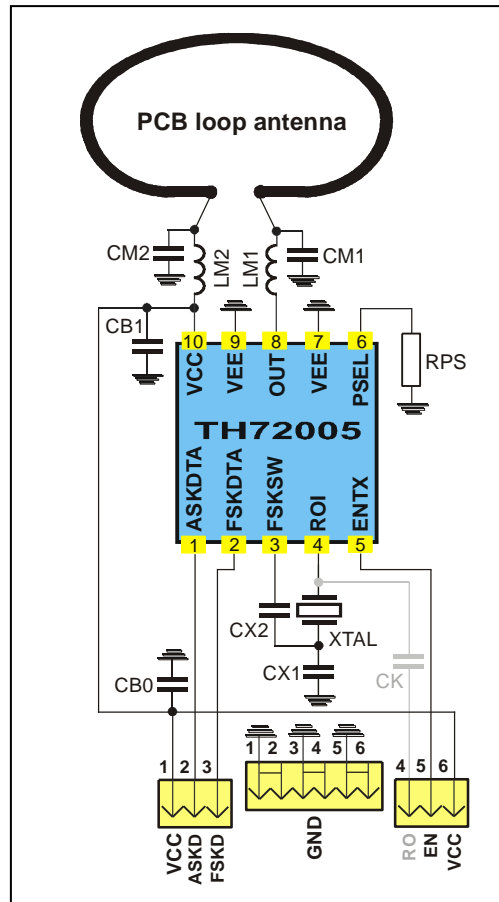 PCB loop antenna
CM2
LM2
LM1
CM1
CB1
10 9 8 7 6
VCC VEE OUT VEE PSEL
RPS
TH72005
ASKDTA FSKDTA FSKSW ROI ENTX
1 2 3 4 5
CX2
XTAL
CX1
CK
CB0
1 2 3
1 2 3 4 5 6
4 5 6
VCC ASKD FSKD
GND
RO EN VCC